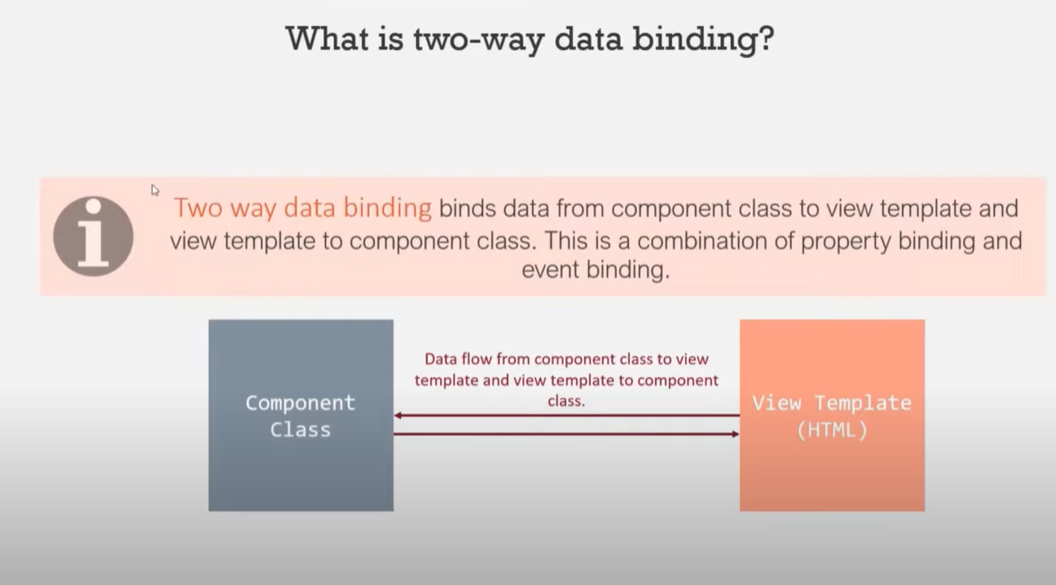 What is two-way data binding?
Two way data binding binds data from component class to view template and
view template to component class. This is a combination of property binding and
event binding.
Data flow from component class to view
template and view template to component
class.
Component
Class
View Template
(HTML)